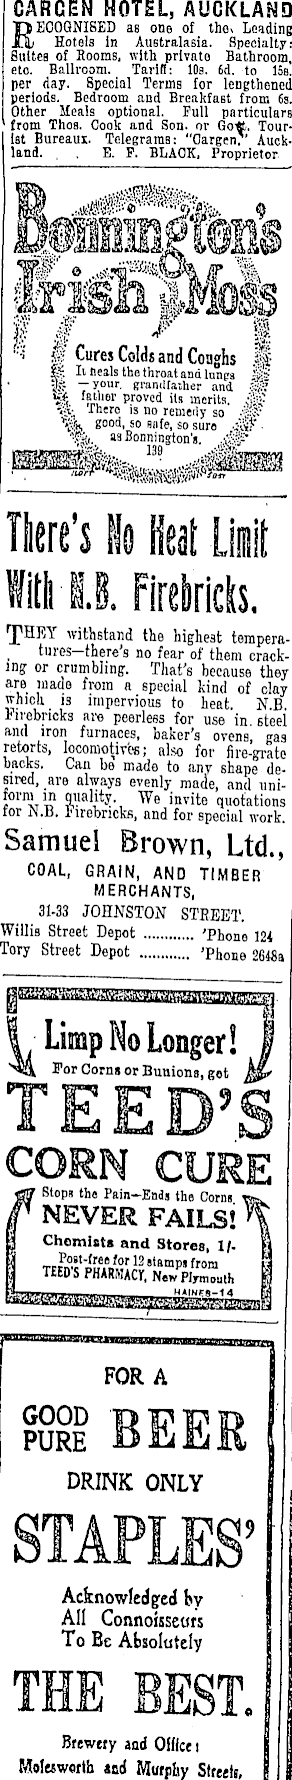 CARGEN HOTEL, AUCKLAND
RECOGNISED as one of the Leading
Hotels in Australasia. Specialty:
Suites of Rooms, with private Bathroom,
etc. Ballroom. Tariff: 10s. 6d. to 15s.
per day. Special Terms for lengthened
periods. Bedroom and Breakfast from 6s.
Other Meals optional. Full particulars
from Thos. Cook and Son. or Govt. Tour-
ist Bureaux. Telegrams: "Cargen," Auck-
land. E. F. BLACK, Proprietor
Bonnington's
Irish Moss
Cures Colds and Coughs
It heals the throat and lungs
—your grandfather and
father proved its merits.
There is no remedy so
good, so safe, so sure
as Bonnington's.
139
There's No Heat Limit
With N.B. Firebricks.
THEY withstand the highest tempera-
tures—there's no fear of them crack-
ing or crumbling. That's because they
are made from a special kind of clay
which is impervious to heat. N.B.
Firebricks are peerless for use in steel
and iron furnaces, baker's ovens, gas
retorts, locomotives; also for fire-grate
backs. Can be made to any shape de-
sired, are always evenly made, and uni-
form in quality. We invite quotations
for N.B. Firebricks, and for special work.
Samuel Brown, Ltd.,
COAL, GRAIN, AND TIMBER
MERCHANTS,
31-33 JOHNSTON STREET.
Willis Street Depot ............ 'Phone 124
Tory Street Depot ............ 'Phone 2648a
Limp No Longer!
For Corns or Bunions, get
TEED'S
CORN CURE
Stops the Pain—Ends the Corns.
NEVER FAILS!
Chemists and Stores, 1/-
Post-free for 12 stamps from
TEED'S PHARMACY, New Plymouth
HAINES-14
FOR A
GOOD
PURE BEER
DRINK ONLY
STAPLES'
Acknowledged by
All Connoisseurs
To Be Absolutely
THE BEST.
Brewery and Office:
Molesworth and Murphy Streets,